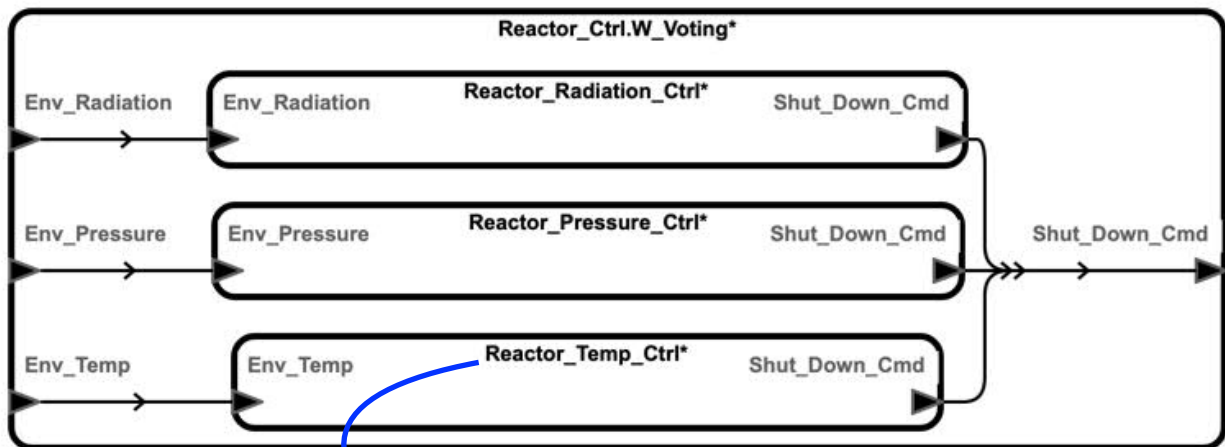 Reactor_Ctrl.W_Voting*
Env_Radiation
Env_Radiation
Reactor_Radiation_Ctrl*
Shut_Down_Cmd
Env_Pressure
Env_Pressure
Reactor_Pressure_Ctrl*
Shut_Down_Cmd
Shut_Down_Cmd
Env_Temp
Env_Temp
Reactor_Temp_Ctrl*
Shut_Down_Cmd